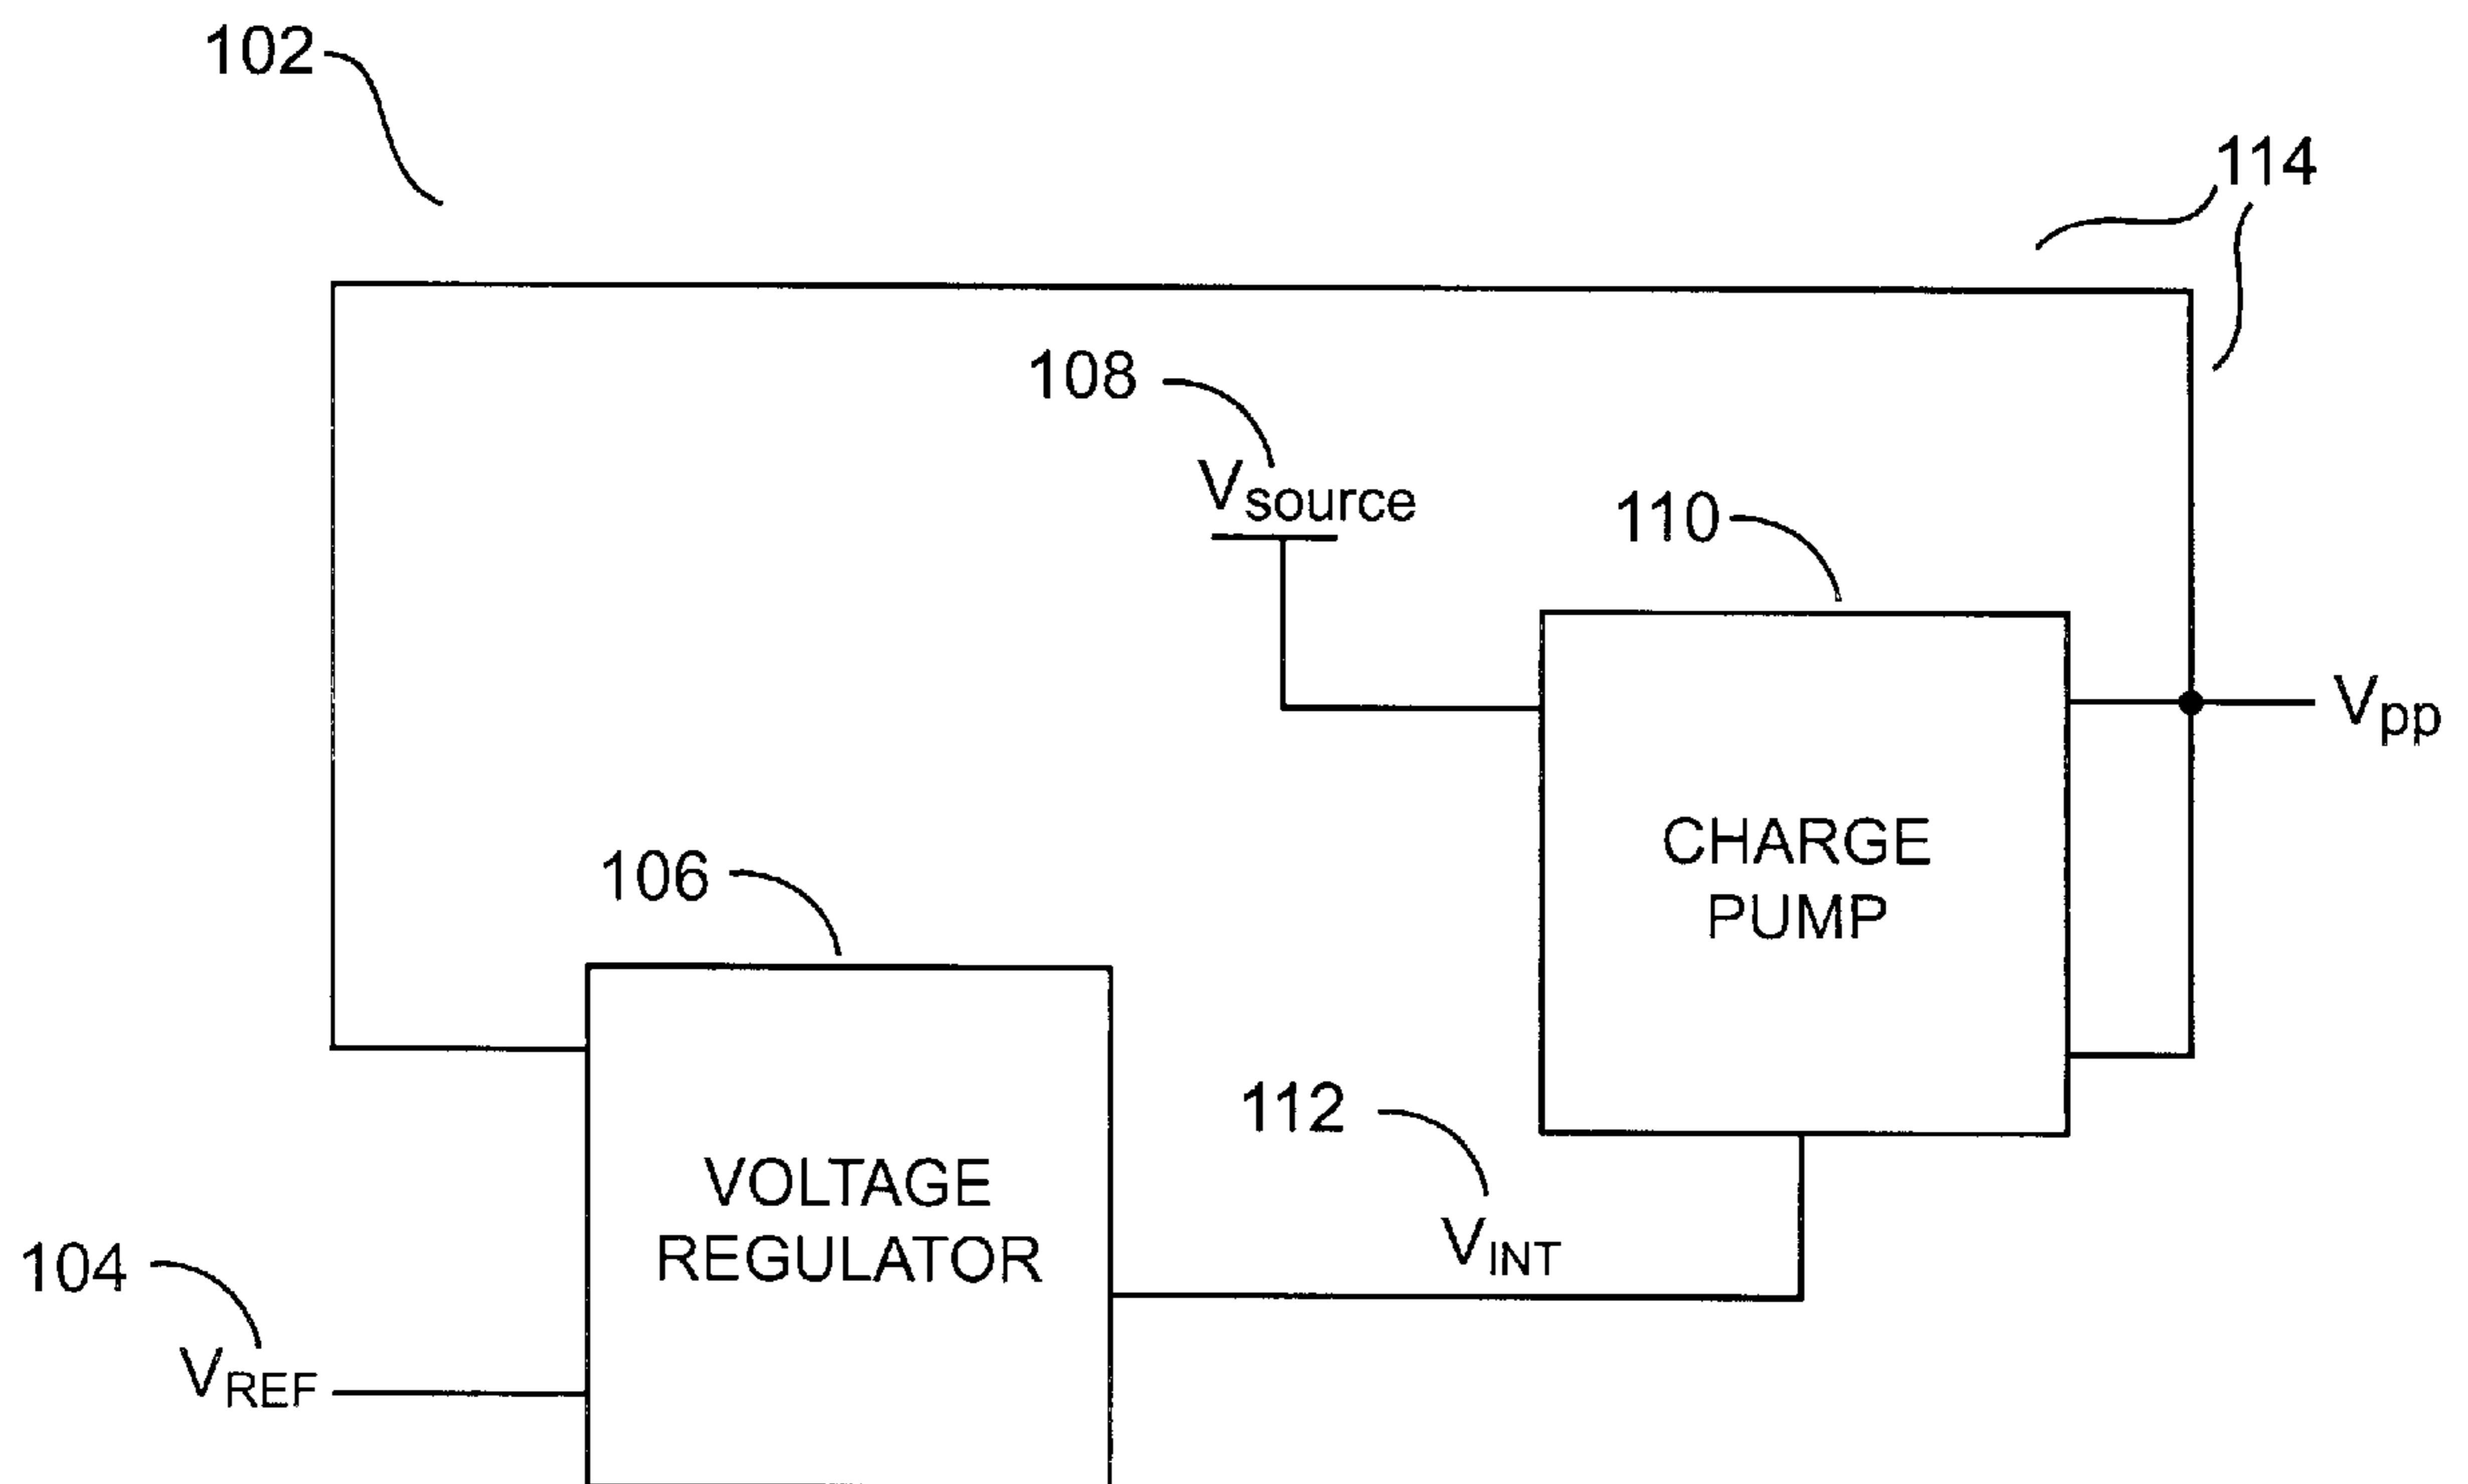 102
114
108
Vsource
110
Vpp
CHARGE
PUMP
106
112
VOLTAGE
REGULATOR
VINT
104
VREF